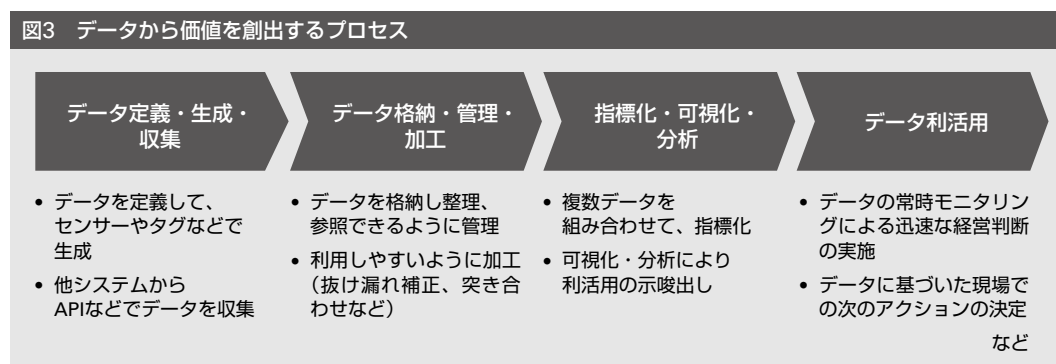 図3　データから価値を創出するプロセス
データ定義・生成・
収集
データ格納・管理・
加工
指標化・可視化・
分析
データ利活用
• データを定義して、
センサーやタグなどで
生成
• 他システムから
APIなどでデータを収集
• データを格納し整理、
参照できるように管理
• 利用しやすいように加工
（抜け漏れ補正、突き合
わせなど）
• 複数データを
組み合わせて、指標化
• 可視化・分析により
利活用の示唆出し
• データの常時モニタリン
グによる迅速な経営判断
の実施
• データに基づいた現場で
の次のアクションの決定
など